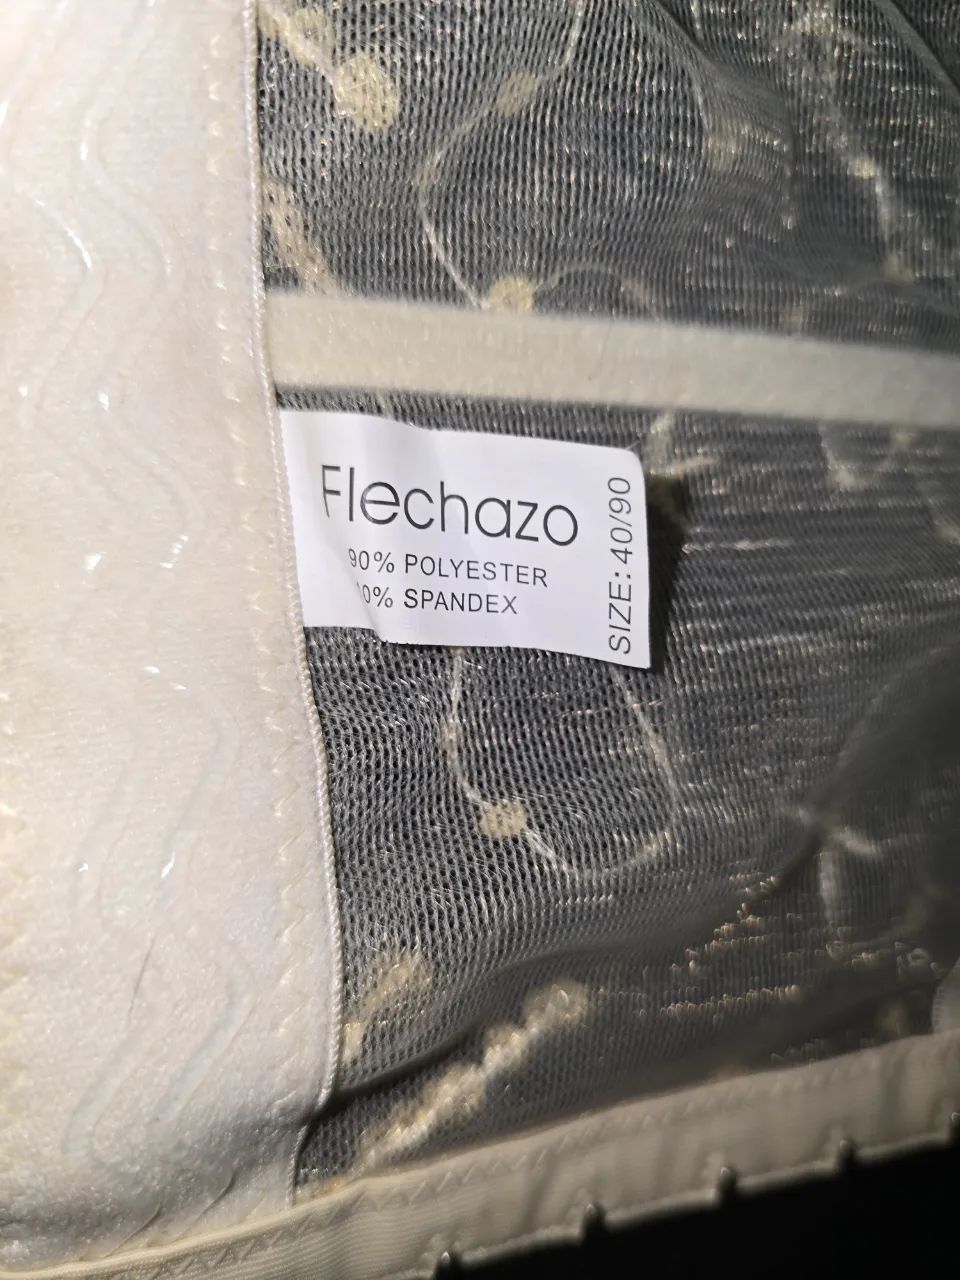 Flechazo
90% POLYESTER
10% SPANDEX
SIZE: 40/90